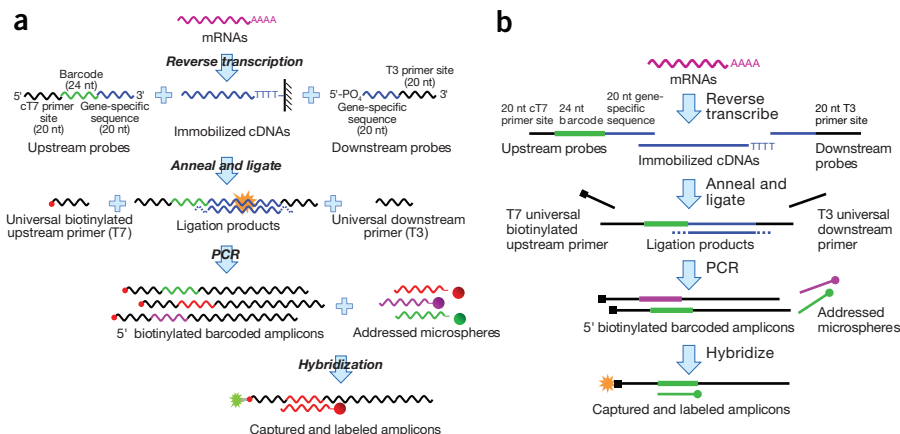 a
AAAA
mRNAs
Reverse transcription
Barcode
(24 nt)
5'
3'
cT7 primer
site
(20 nt)
Gene-specific
sequence
(20 nt)
Upstream probes
TTTT
Immobilized cDNAs
T3 primer site
(20 nt)
5'-PO4
3'
Gene-specific
sequence
(20 nt)
Downstream probes
Anneal and ligate
Universal biotinylated
upstream primer (T7)
Ligation products
Universal downstream
primer (T3)
PCR
5' biotinylated barcoded amplicons
Addressed microspheres
Hybridization
Captured and labeled amplicons
b
AAAA
mRNAs
Reverse
transcribe
20 nt cT7
primer site
24 nt
barcode
20 nt gene-
specific
sequence
20 nt T3
primer site
Upstream probes
TTTT
Immobilized cDNAs
Downstream
probes
Anneal and
ligate
T7 universal
biotinylated
upstream primer
Ligation products
T3 universal
downstream
primer
PCR
5' biotinylated barcoded amplicons
Addressed
microspheres
Hybridize
Captured and labeled amplicons